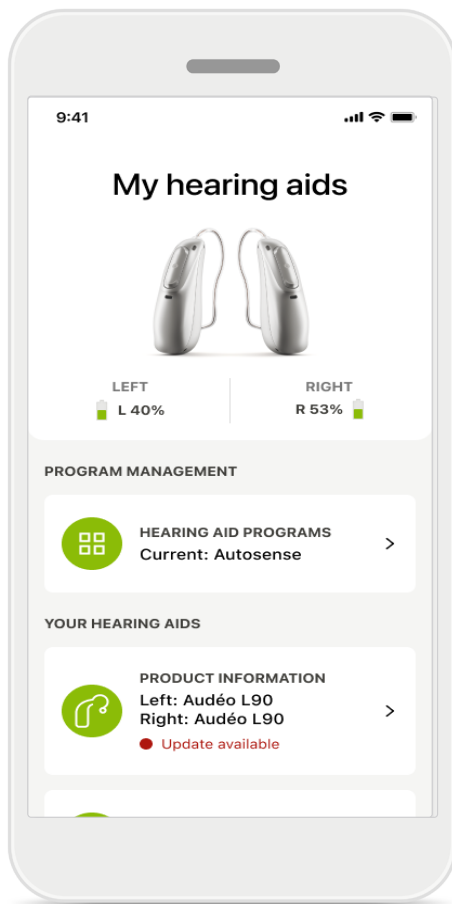 9:41
My hearing aids
LEFT
L 40%
RIGHT
R 53%
PROGRAM MANAGEMENT
HEARING AID PROGRAMS
Current: Autosense
YOUR HEARING AIDS
PRODUCT INFORMATION
Left: Audéo L90
Right: Audéo L90
Update available